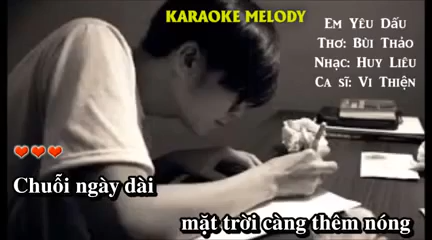 KARAOKE MELODY
Em Yêu Dấu
Thơ: Bùi Thảo
Nhạc: Huy Liêu
Ca sĩ: Vi Thiện
Chuỗi ngày dài
mặt trời càng thêm nóng